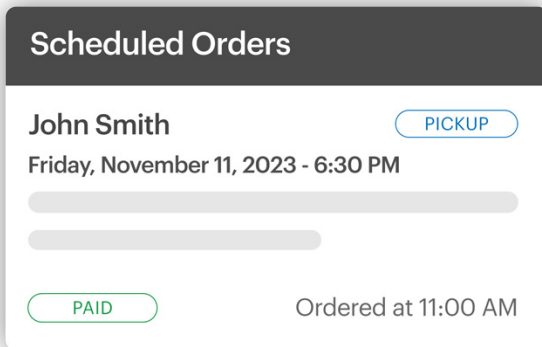 Scheduled Orders
John Smith PICKUP
Friday, November 11, 2023 - 6:30 PM
PAID Ordered at 11:00 AM